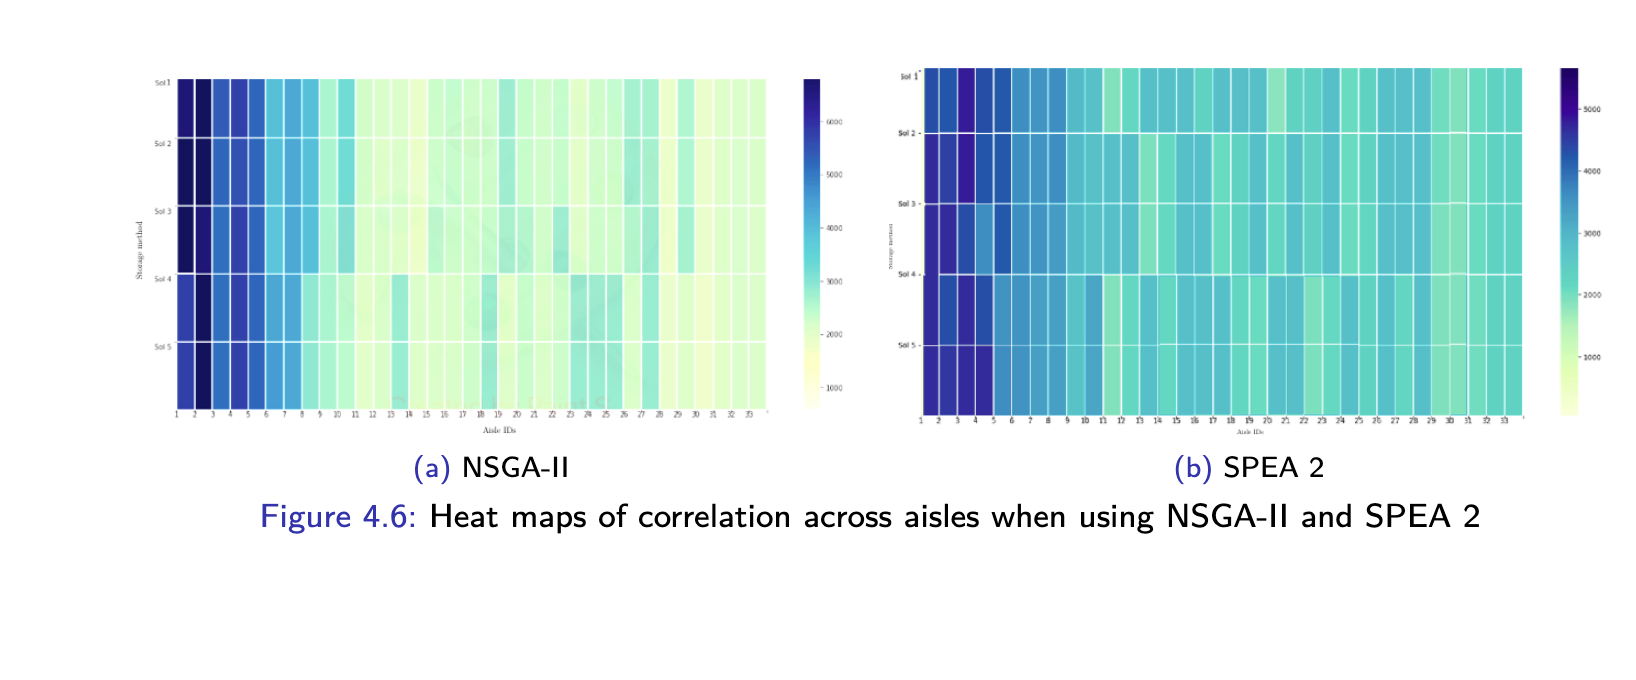 Sol1
Sol 2
Sol 3
Sol 4
Sol 5
Storage method
1 2 3 4 5 6 7 8 9 10 11 12 13 14 15 16 17 18 19 20 21 22 23 24 25 26 27 28 29 30 31 32 33
Aisle IDs
6000
5000
4000
3000
2000
1000
Sol 1
Sol 2
Sol 3
Sol 4
Sol 5
Storage method
1 2 3 4 5 6 7 8 9 10 11 12 13 14 15 16 17 18 19 20 21 22 23 24 25 26 27 28 29 30 31 32 33
Aisle IDs
5000
4000
3000
2000
1000
(a) NSGA-II
(b) SPEA 2
Figure 4.6: Heat maps of correlation across aisles when using NSGA-II and SPEA 2